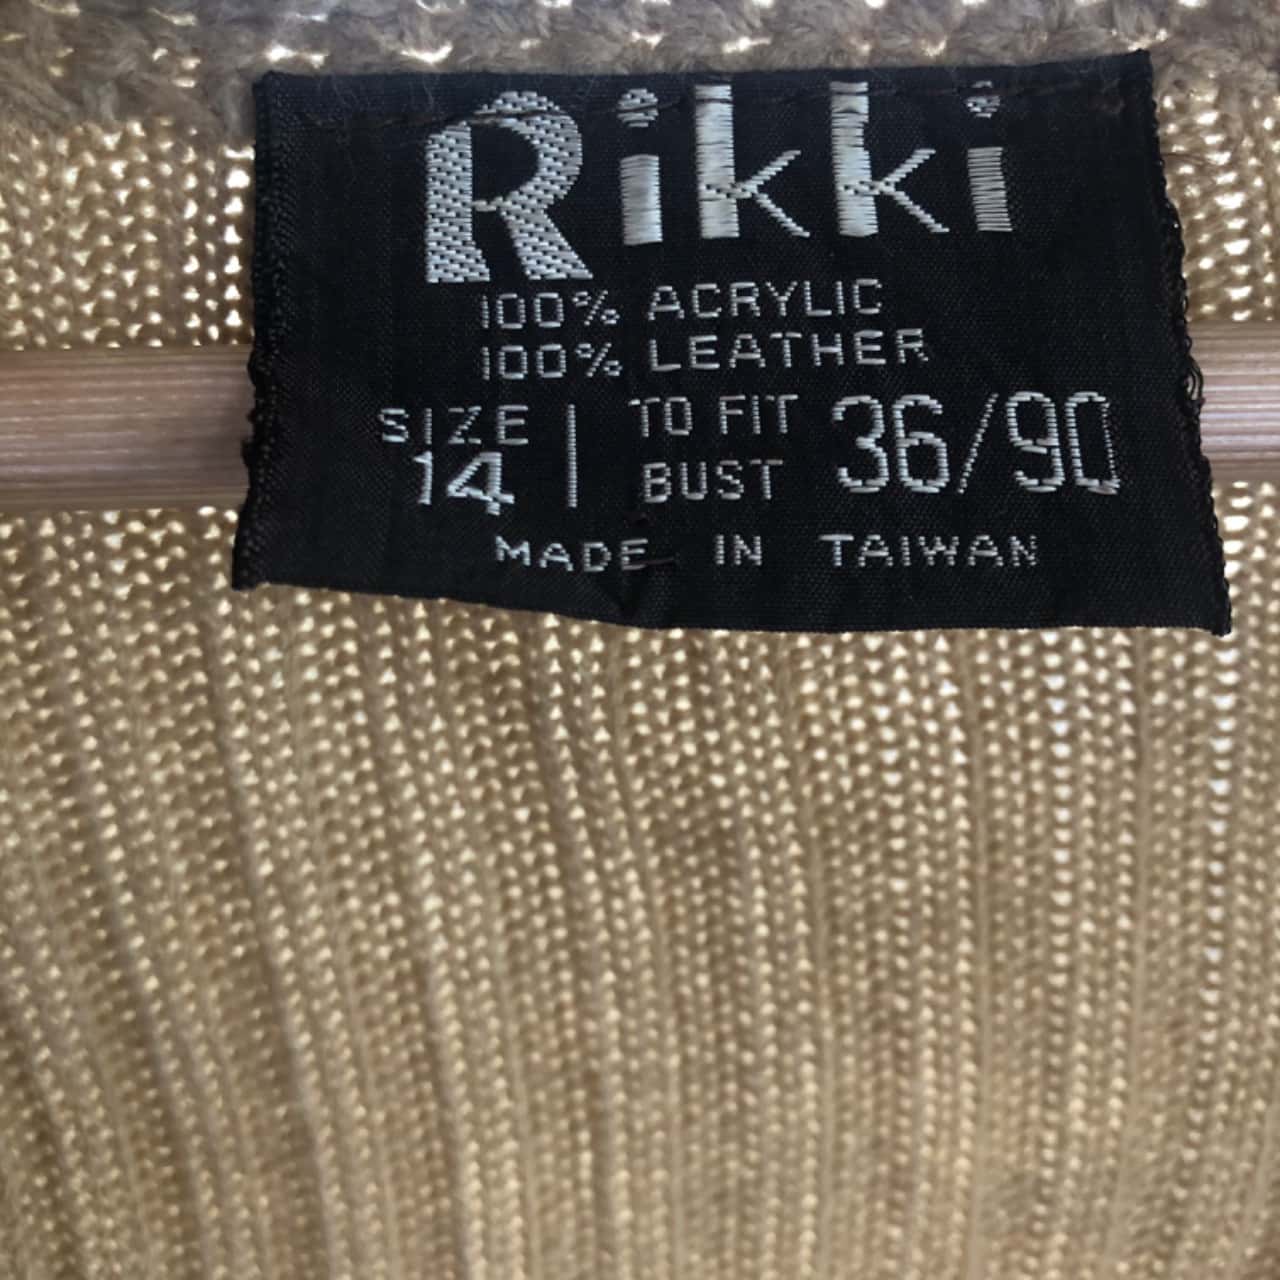 Rikki
100% ACRYLIC
100% LEATHER
SIZE 14 | TO FIT BUST 36/90
MADE IN TAIWAN